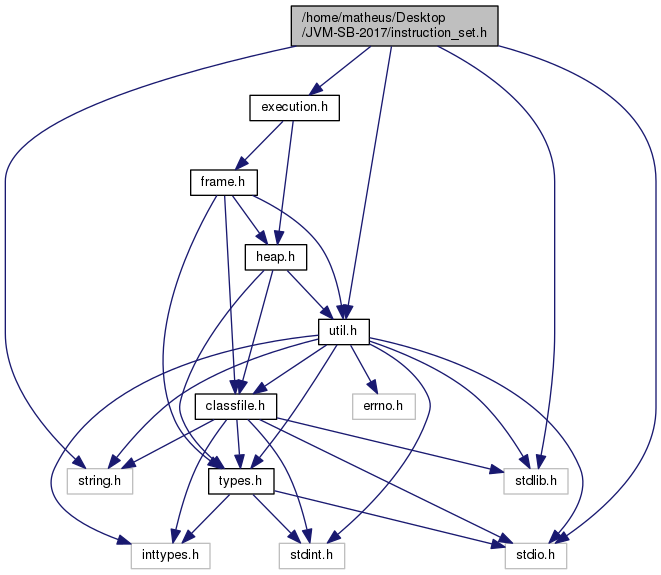 /home/matheus/Desktop
/JVM-SB-2017/instruction_set.h
execution.h
frame.h
heap.h
util.h
classfile.h
errno.h
string.h
types.h
stdlib.h
inttypes.h
stdint.h
stdio.h